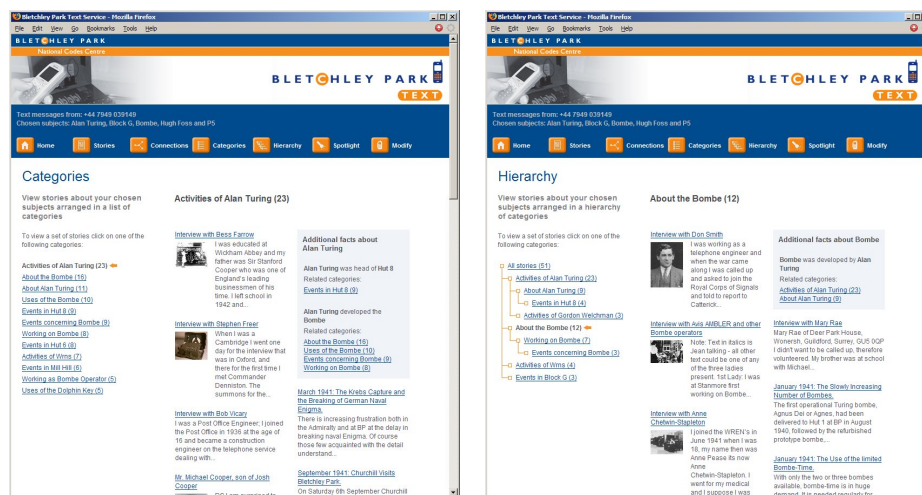 Bletchley Park Text Service - Mozilla Firefox
File Edit View Go Bookmarks Tools Help
BLETCHLEY PARK
National Codes Centre
BLETCHLEY PARK
TEXT
Text messages from: +44 7949 039149
Chosen subjects: Alan Turing, Block G, Bombe, Hugh Foss and P5
Home Stories Connections Categories Hierarchy Spotlight Modify
Categories
View stories about your chosen
subjects arranged in a list of
categories
To view a set of stories click on one of the
following categories:
Activities of Alan Turing (23)
About the Bombe (16)
About Alan Turing (11)
Uses of the Bombe (10)
Events in Hut 8 (9)
Events concerning Bombe (9)
Working on Bombe (8)
Events in Hut 6 (8)
Activities of Wrns (7)
Events in Mill Hill (6)
Working as Bombe Operator (5)
Uses of the Dolphin Key (5)
Activities of Alan Turing (23)
Interview with Bess Farrow
I was educated at
Wickham Abbey and my
father was Sir Stanford
Cooper who was one of
England's leading
businessmen of his
time. I left school in
1942 and...
Interview with Stephen Freer
When I was a
Cambridge I went one
day for the interview that
was in Oxford, and
there for the first time I
met Commander
Denniston. The
summons for the...
Interview with Bob Vicary
I was a Post Office Engineer; I joined
the Post Office in 1936 at the age of
16 and became a construction
engineer on the telephone service
dealing with...
Mr. Michael Cooper, son of Josh
Cooper
Additional facts about
Alan Turing
Alan Turing was head of Hut 8
Related categories:
Events in Hut 8 (9)
Alan Turing developed the
Bombe
Related categories:
About the Bombe (16)
Uses of the Bombe (10)
Events concerning Bombe (9)
Working on Bombe (8)
March 1941: The Krebs Capture and
the Breaking of German Naval
Enigma.
There is increasing frustration both in
the Admiralty and at BP at the delay in
breaking naval Enigma. Of course
those few acquainted with the detail
understand...
September 1941: Churchill Visits
Bletchley Park.
On Saturday 6th September Churchill
Bletchley Park Text Service - Mozilla Firefox
File Edit View Go Bookmarks Tools Help
BLETCHLEY PARK
National Codes Centre
BLETCHLEY PARK
TEXT
Text messages from: +44 7949 039149
Chosen subjects: Alan Turing, Block G, Bombe, Hugh Foss and P5
Home Stories Connections Categories Hierarchy Spotlight Modify
Hierarchy
View stories about your chosen
subjects arranged in a hierarchy
of categories
To view a set of stories click on one of the
following categories:
All stories (51)
Activities of Alan Turing (23)
About Alan Turing (9)
Events in Hut 8 (4)
Activities of Gordon Welchman (3)
About the Bombe (12)
Working on Bombe (7)
Events concerning Bombe (3)
Activities of Wrns (4)
Events in Block G (3)
About the Bombe (12)
Interview with Don Smith
I was working as a
telephone engineer and
when the war came
along I was called up
and asked to join the
Royal Corps of Signals
and told to report to
Catterick...
Interview with Avis AMBLER and other
Bombe operators
Note: Text in italics is
Jean talking - all other
text could be one of any
of the three ladies
present. 1st Lady: I was
at Stanmore first
working on Bombe...
Interview with Anne
Chetwin-Stapleton
I joined the WREN's in
June 1941 when I was
18, my name then was
Anne Pease its now
Anne
Chetwin-Stapleton. I
went for my medical
and I suppose I was
Additional facts about Bombe
Bombe was developed by Alan
Turing
Related categories:
Activities of Alan Turing (23)
About Alan Turing (9)
Interview with Mary Rae
Mary Rae of Deer Park House,
Wonersh, Guildford, Surrey, GU5 0QP
I didn't want to be called up, therefore
volunteered. My brother was at school
with Michael...
January 1941: The Slowly Increasing
Number of Bombes.
The first operational Turing bombe,
Agnus Dei or Agnes, had been
delivered to Hut 1 at BP in August
1940, followed by the refurbished
prototype bombe,...
January 1941: The Use of the limited
Bombe-Time.
With only the two or three bombes
available, bombe-time is in huge
demand. It is needed regularly for